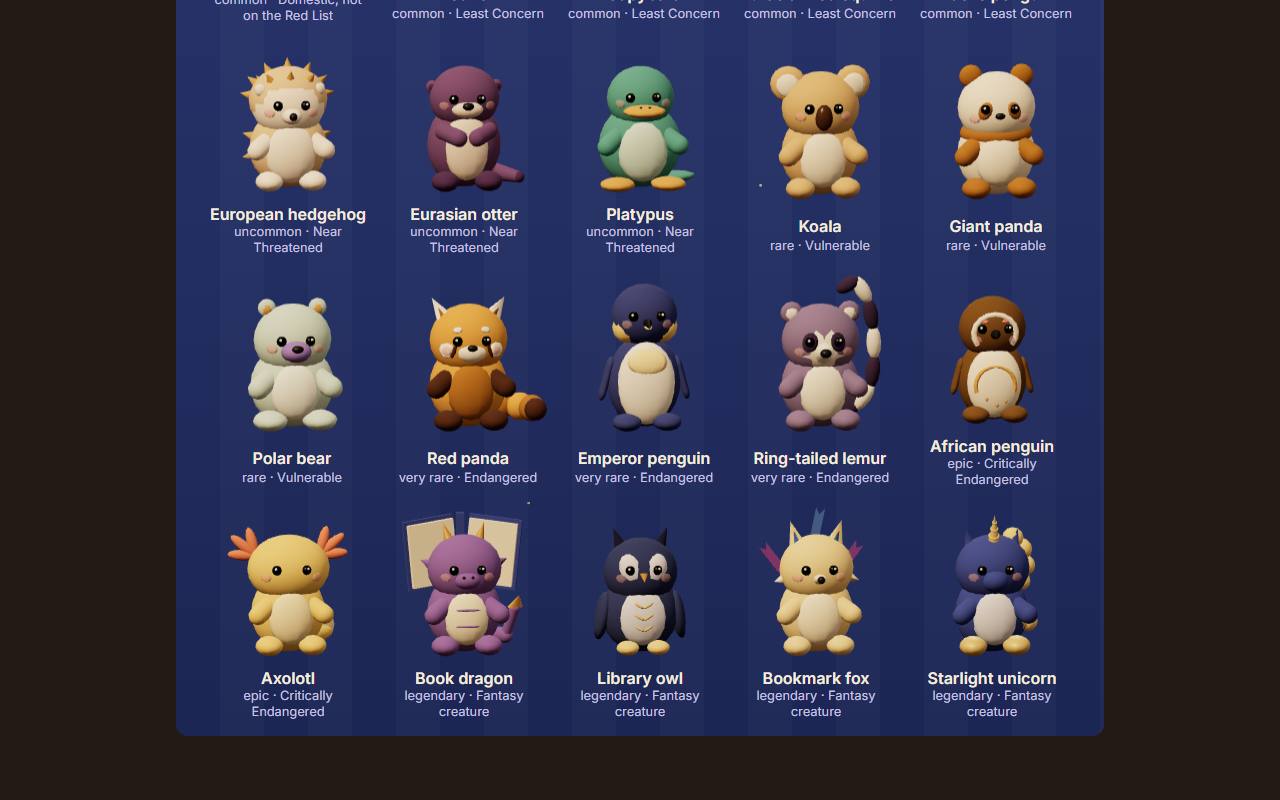 common · Domestic, not
on the Red List
common · Least Concern
common · Least Concern
common · Least Concern
common · Least Concern
European hedgehog
uncommon · Near
Threatened
Eurasian otter
uncommon · Near
Threatened
Platypus
uncommon · Near
Threatened
Koala
rare · Vulnerable
Giant panda
rare · Vulnerable
Polar bear
rare · Vulnerable
Red panda
very rare · Endangered
Emperor penguin
very rare · Endangered
Ring-tailed lemur
very rare · Endangered
African penguin
epic · Critically
Endangered
Axolotl
epic · Critically
Endangered
Book dragon
legendary · Fantasy
creature
Library owl
legendary · Fantasy
creature
Bookmark fox
legendary · Fantasy
creature
Starlight unicorn
legendary · Fantasy
creature